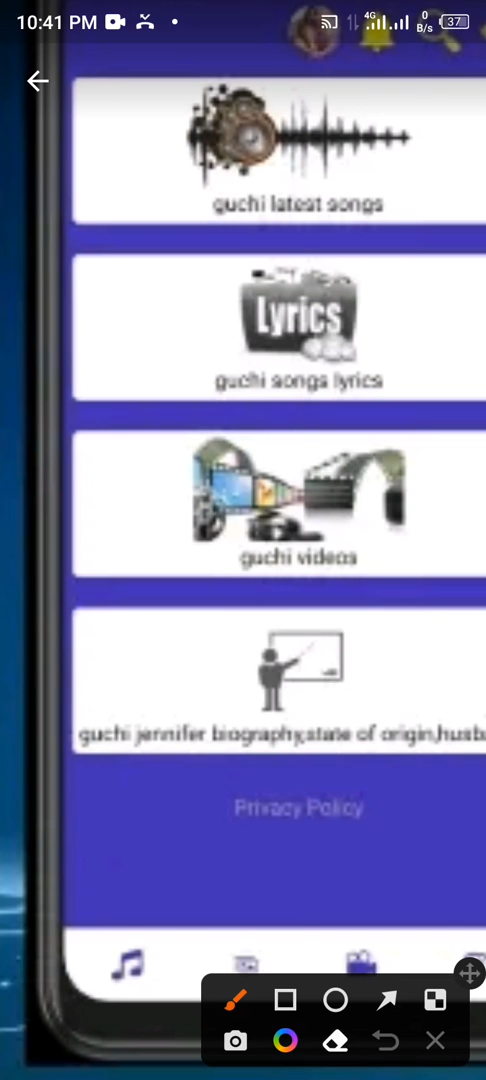 10:41 PM
4G
0
B/s
37
guchi latest songs
Lyrics
guchi songs lyrics
guchi videos
guchi jennifer biography,state of origin,husb
Privacy Policy